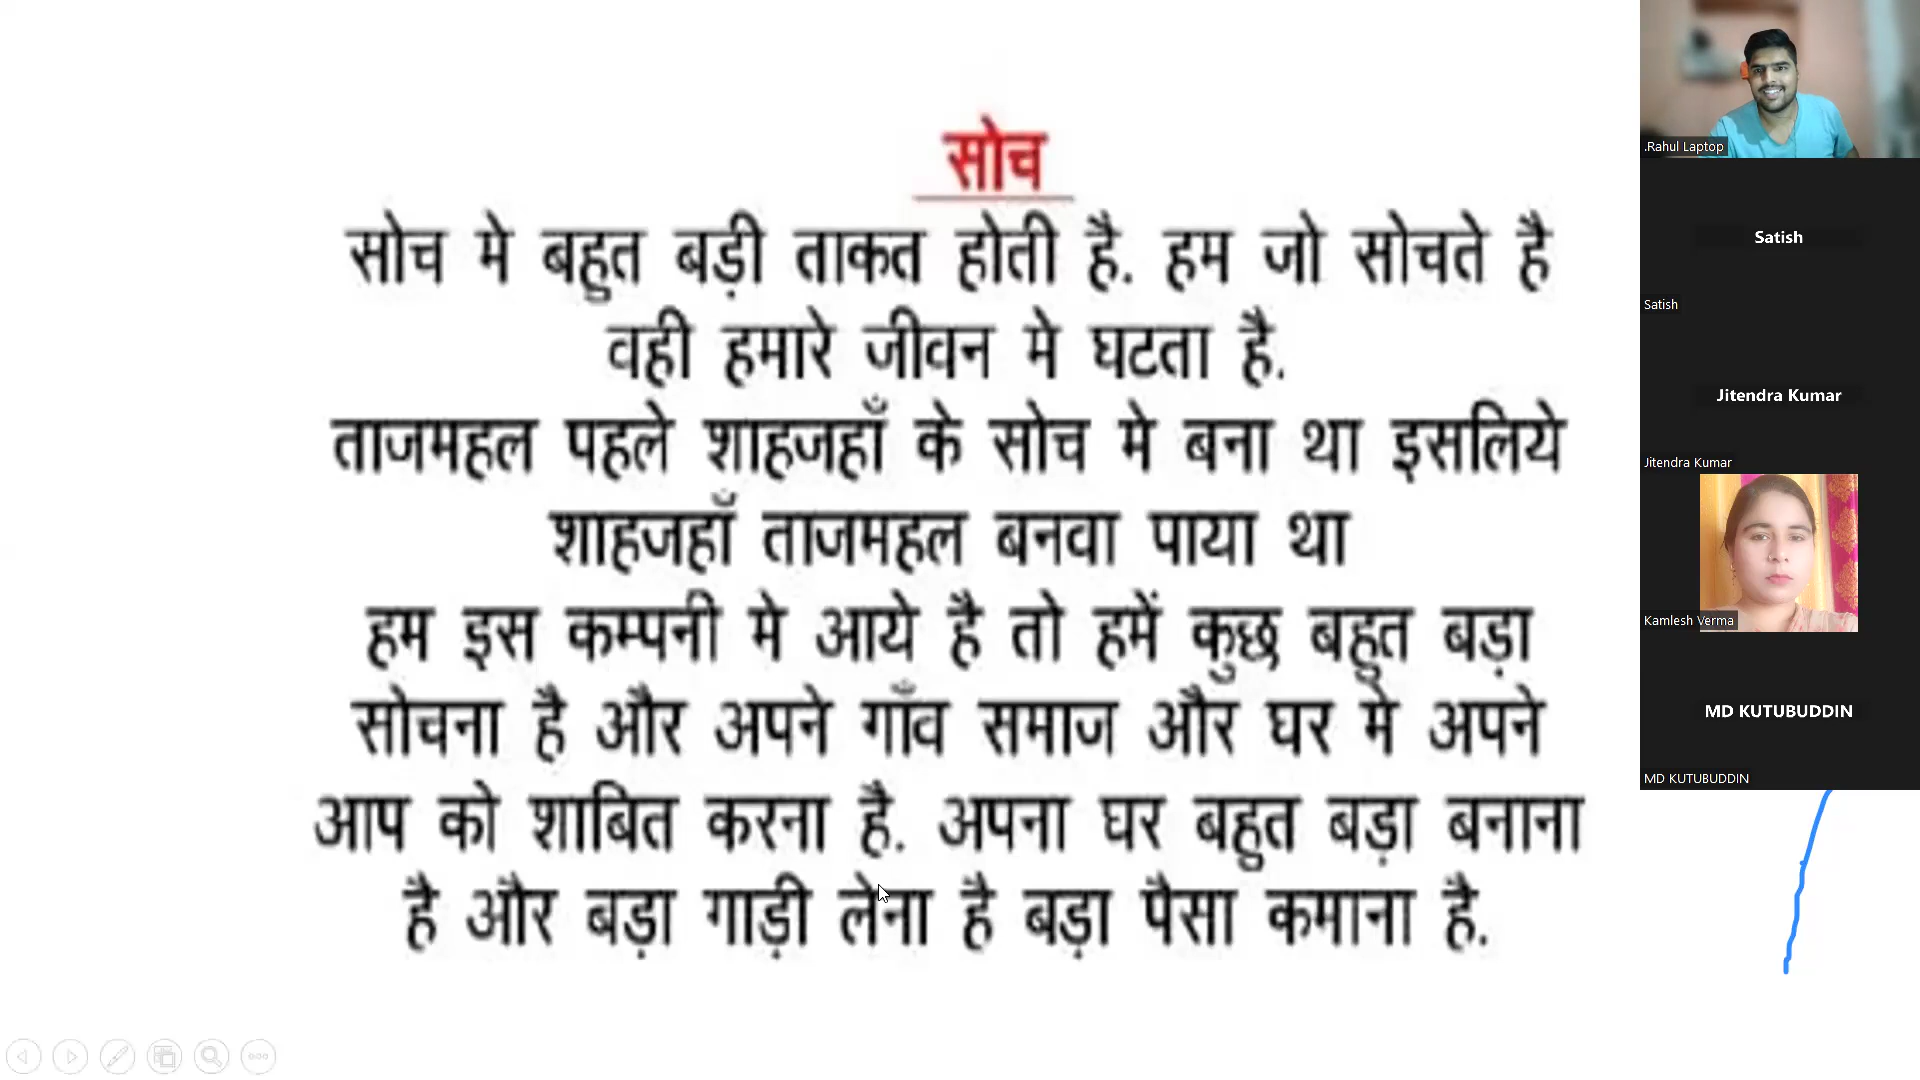 सोच
सोच मे बहुत बड़ी ताकत होती है. हम जो सोचते है
वही हमारे जीवन मे घटता है.
ताजमहल पहले शाहजहाँ के सोच मे बना था इसलिये
शाहजहाँ ताजमहल बनवा पाया था
हम इस कम्पनी मे आये है तो हमें कुछ बहुत बड़ा
सोचना है और अपने गाँव समाज और घर मे अपने
आप को शाबित करना है. अपना घर बहुत बड़ा बनाना
है और बड़ा गाड़ी लेना है बड़ा पैसा कमाना है.
.Rahul Laptop
Satish
Satish
Jitendra Kumar
Jitendra Kumar
Kamlesh Verma
MD KUTUBUDDIN
MD KUTUBUDDIN